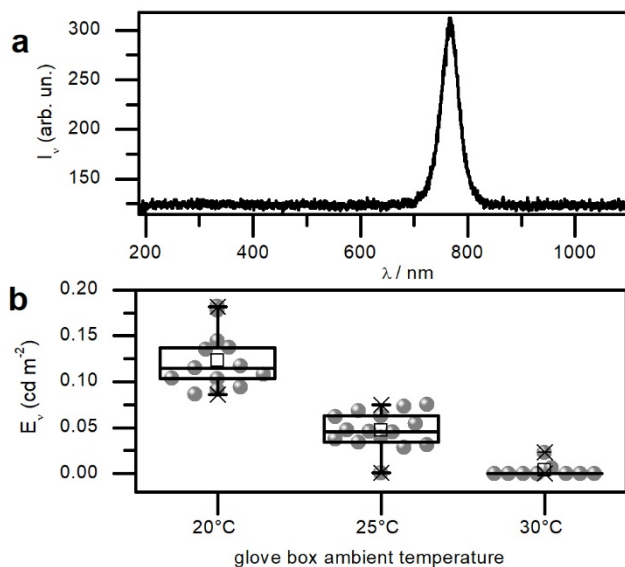 a
I_ν (arb. un.)
300
250
200
150
200 400 600 800 1000
λ / nm
b
E_ν (cd m⁻²)
0.20
0.15
0.10
0.05
0.00
20°C 25°C 30°C
glove box ambient temperature